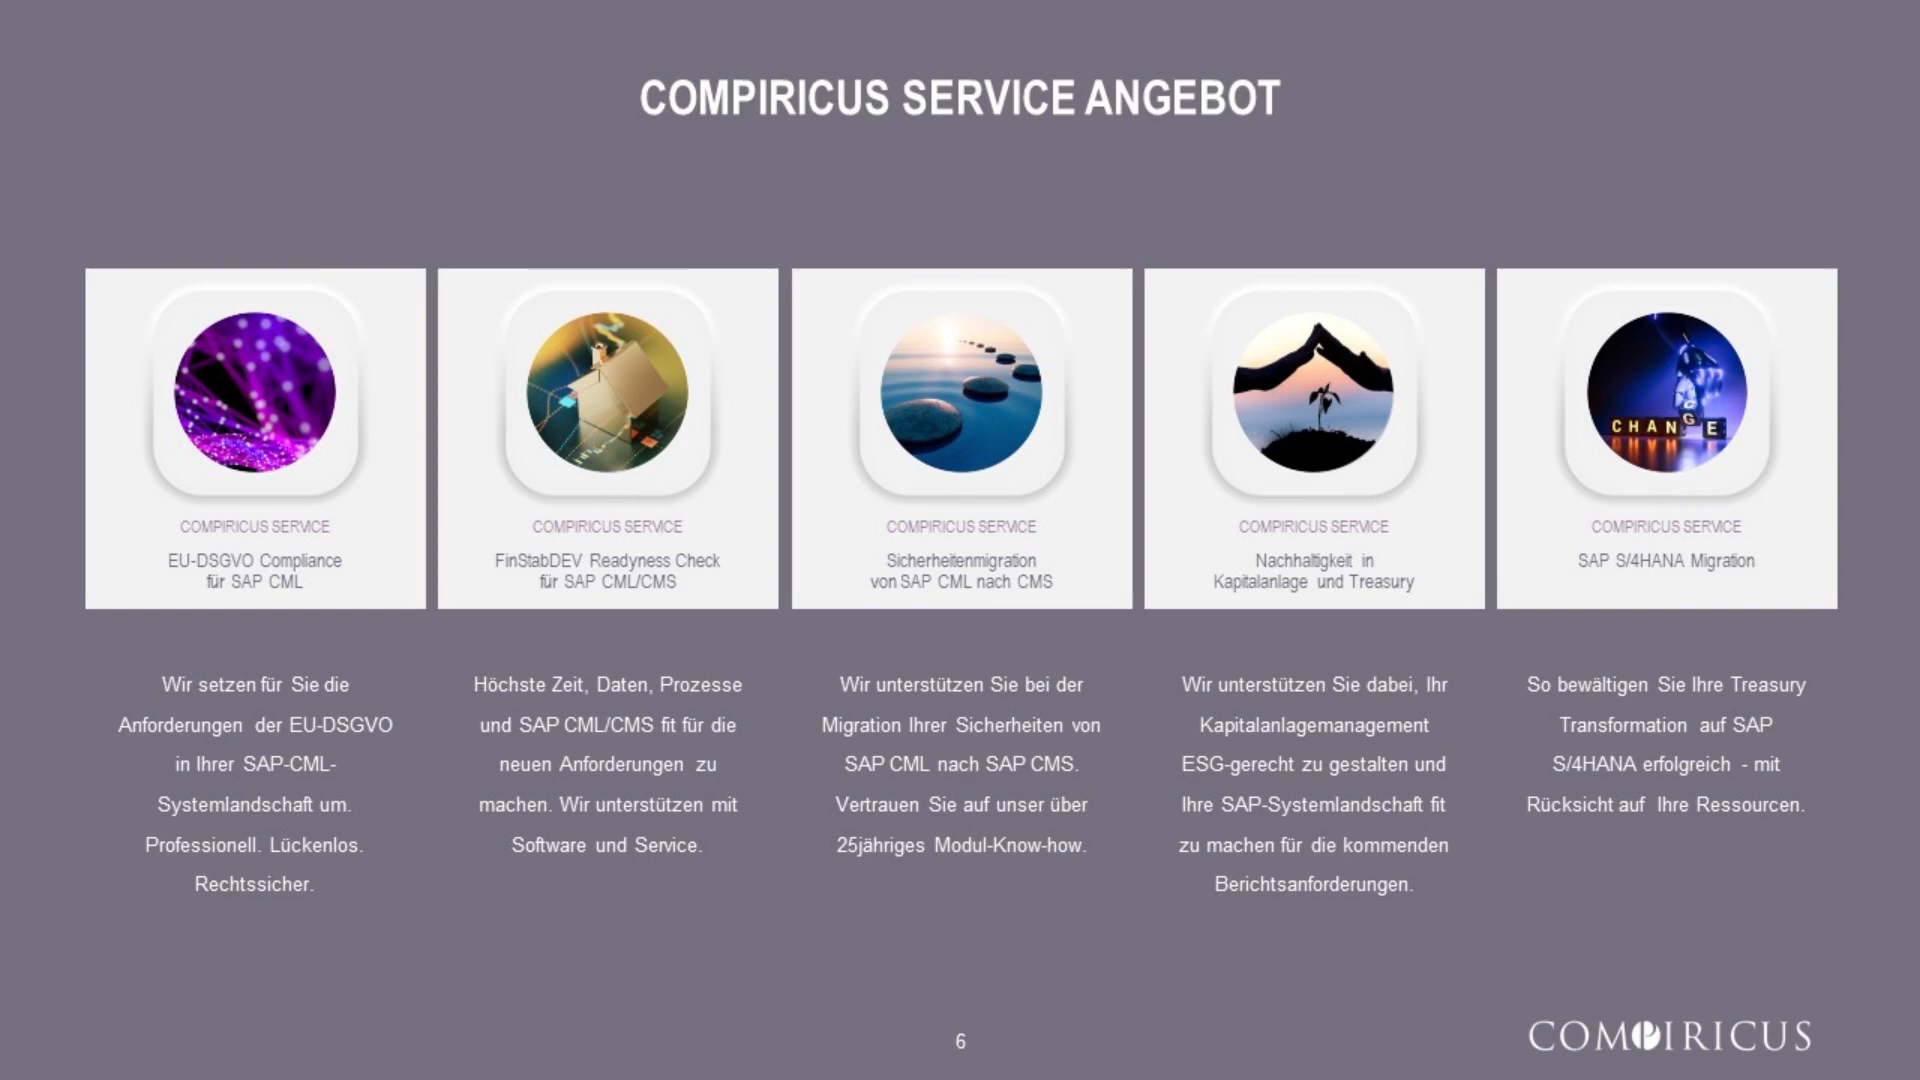 COMPIRICUS SERVICE ANGEBOT
CHANGE
COMPIRICUS SERVICE
EU-DSGVO Compliance
für SAP CML
COMPIRICUS SERVICE
FinStabDEV Readyness Check
für SAP CML/CMS
COMPIRICUS SERVICE
Sicherheitenmigration
von SAP CML nach CMS
COMPIRICUS SERVICE
Nachhaltigkeit in
Kapitalanlage und Treasury
COMPIRICUS SERVICE
SAP S/4HANA Migration
Wir setzen für Sie die
Anforderungen der EU-DSGVO
in Ihrer SAP-CML-
Systemlandschaft um.
Professionell. Lückenlos.
Rechtssicher.
Höchste Zeit, Daten, Prozesse
und SAP CML/CMS fit für die
neuen Anforderungen zu
machen. Wir unterstützen mit
Software und Service.
Wir unterstützen Sie bei der
Migration Ihrer Sicherheiten von
SAP CML nach SAP CMS.
Vertrauen Sie auf unser über
25jähriges Modul-Know-how.
Wir unterstützen Sie dabei, Ihr
Kapitalanlagemanagement
ESG-gerecht zu gestalten und
Ihre SAP-Systemlandschaft fit
zu machen für die kommenden
Berichtsanforderungen.
So bewältigen Sie Ihre Treasury
Transformation auf SAP
S/4HANA erfolgreich - mit
Rücksicht auf Ihre Ressourcen.
6
COMPIRICUS